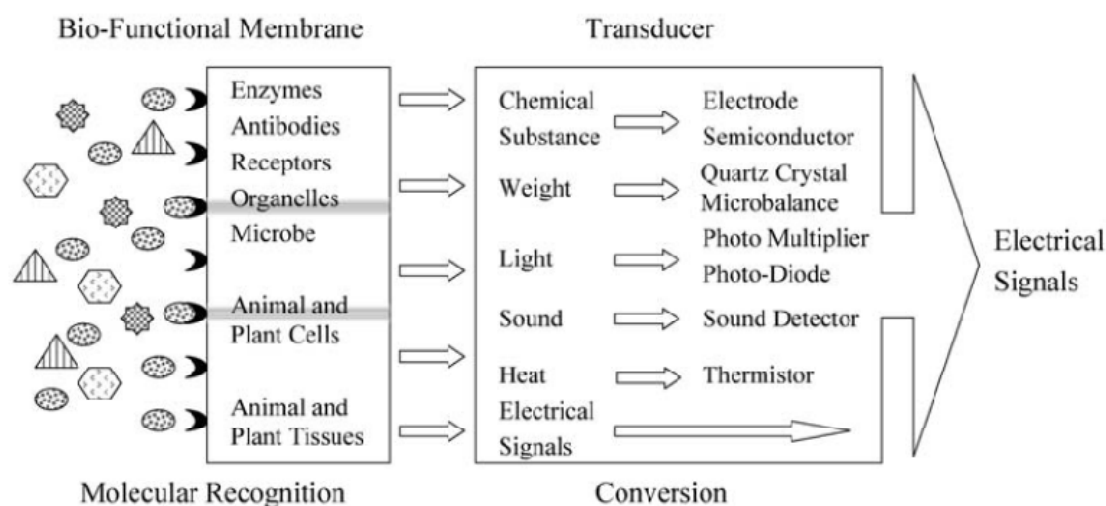 Bio-Functional Membrane
Transducer
Enzymes
Antibodies
Receptors
Organelles
Microbe
Animal and
Plant Cells
Animal and
Plant Tissues
Chemical
Substance
Electrode
Semiconductor
Weight
Quartz Crystal
Microbalance
Light
Photo Multiplier
Photo-Diode
Sound
Sound Detector
Heat
Thermistor
Electrical
Signals
Electrical
Signals
Molecular Recognition
Conversion